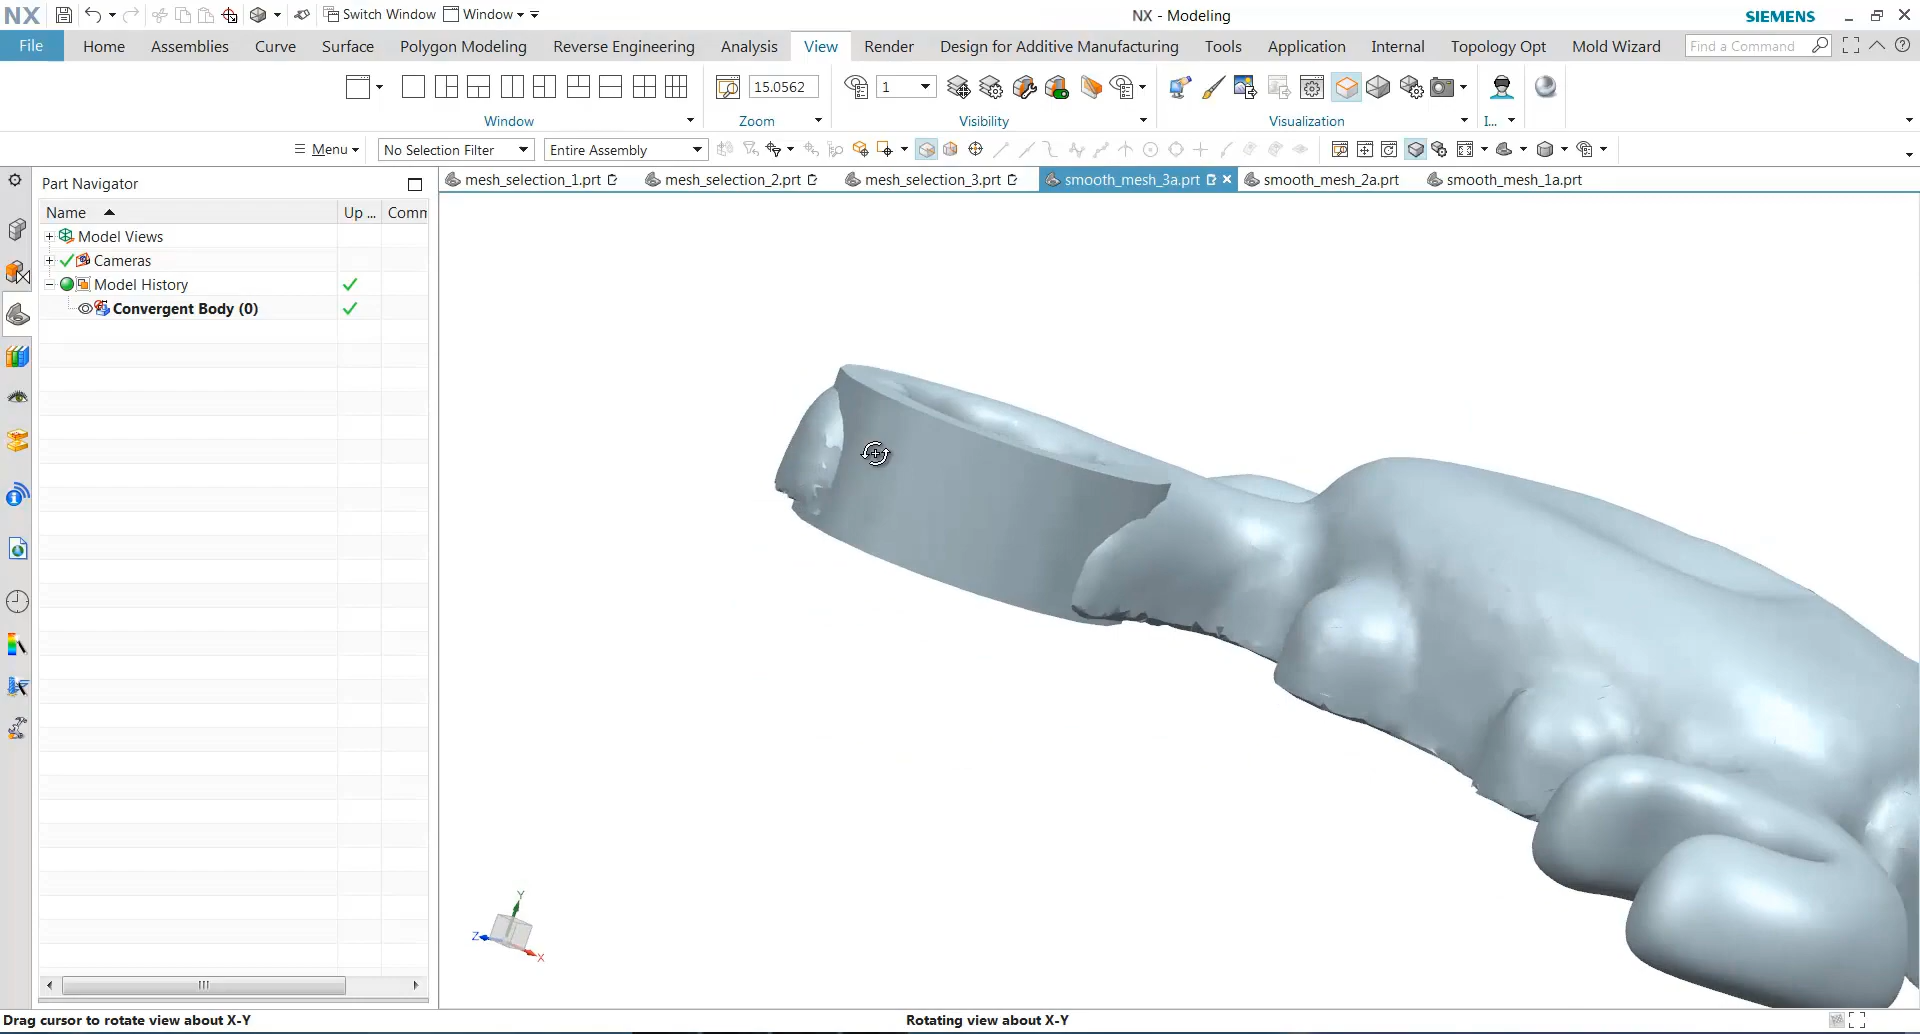 NX
Switch Window
Window
NX - Modeling
SIEMENS
File
Home
Assemblies
Curve
Surface
Polygon Modeling
Reverse Engineering
Analysis
View
Render
Design for Additive Manufacturing
Tools
Application
Internal
Topology Opt
Mold Wizard
Find a Command
15.0562
1
Window
Zoom
Visibility
Visualization
I...
Menu
No Selection Filter
Entire Assembly
Part Navigator
mesh_selection_1.prt
mesh_selection_2.prt
mesh_selection_3.prt
smooth_mesh_3a.prt
smooth_mesh_2a.prt
smooth_mesh_1a.prt
Name
Up ...
Comm
Model Views
Cameras
Model History
Convergent Body (0)
Y
Z
X
Drag cursor to rotate view about X-Y
Rotating view about X-Y